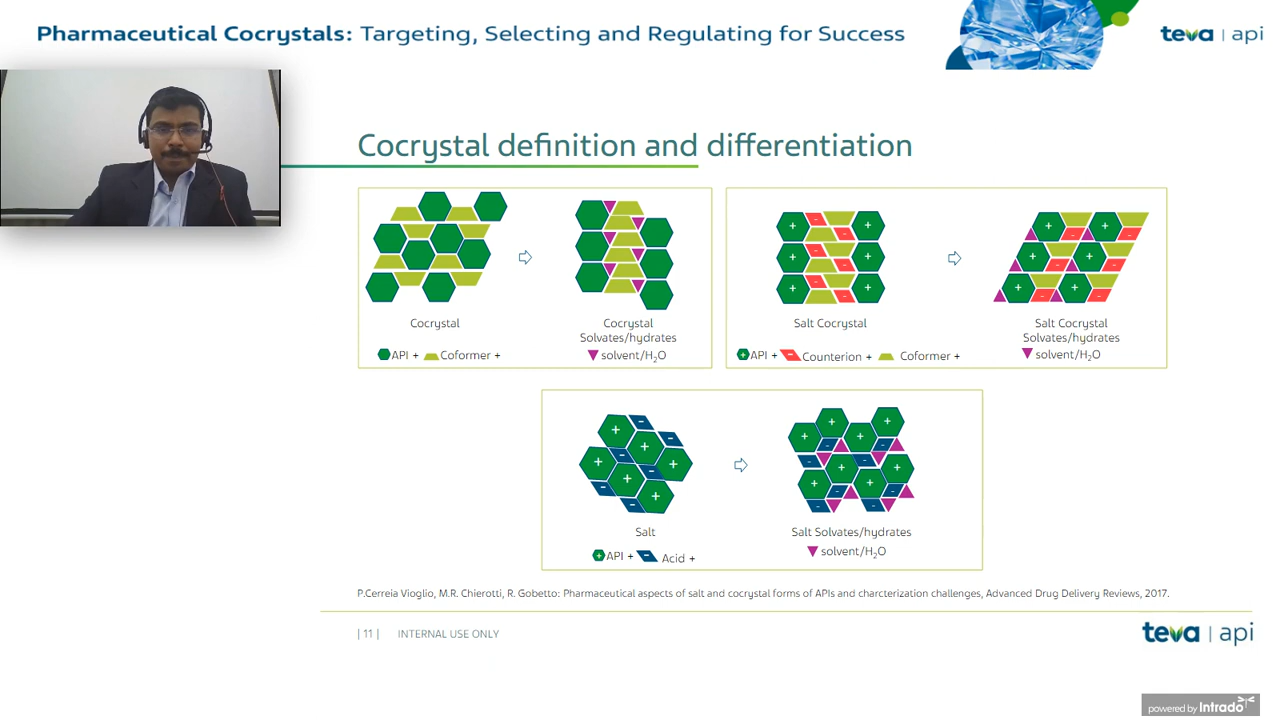 Pharmaceutical Cocrystals: Targeting, Selecting and Regulating for Success
teva | api
Cocrystal definition and differentiation
Cocrystal
Cocrystal
Solvates/hydrates
API +
Coformer +
solvent/H₂O
+ + + + + +
- - - - - -
Salt Cocrystal
+ API +
- Counterion +
Coformer +
+ + + + + +
- - - - - -
Salt Cocrystal
Solvates/hydrates
solvent/H₂O
+ + + + + +
- - - - - -
Salt
+ API +
- Acid +
+ + + + + + + +
- - - - - - - -
Salt Solvates/hydrates
solvent/H₂O
P.Cerreia Vioglio, M.R. Chierotti, R. Gobetto: Pharmaceutical aspects of salt and cocrystal forms of APIs and charcterization challenges, Advanced Drug Delivery Reviews, 2017.
| 11 | INTERNAL USE ONLY
teva | api
powered by Intrado